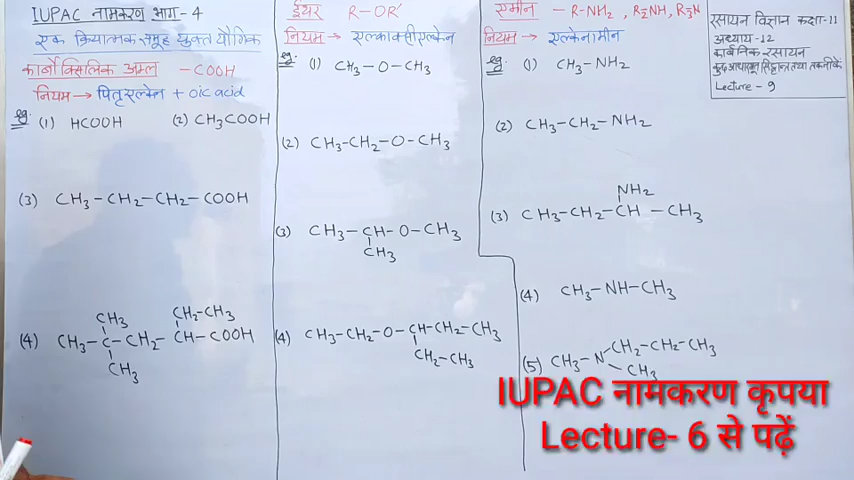 IUPAC नामकरण भाग-4
एक क्रियात्मक समूह युक्त यौगिक
कार्बोक्सिलिक अम्ल -COOH
नियम → पितृएल्केन + oic acid
eg: (1) HCOOH (2) CH₃COOH
(3) CH₃-CH₂-CH₂-COOH
CH₃ CH₂-CH₃
(4) CH₃-C-CH₂-CH-COOH
CH₃
ईथर R-OR'
नियम → एल्काक्सीएल्केन
eg: (1) CH₃-O-CH₃
(2) CH₃-CH₂-O-CH₃
(3) CH₃-CH-O-CH₃
CH₃
(4) CH₃-CH₂-O-CH-CH₂-CH₃
CH₂-CH₃
एमीन - R-NH₂, R₂NH, R₃N
नियम → एल्केनामीन
eg: (1) CH₃-NH₂
(2) CH₃-CH₂-NH₂
NH₂
(3) CH₃-CH₂-CH-CH₃
(4) CH₃-NH-CH₃
(5) CH₃-N CH₂-CH₂-CH₃
CH₃
रसायन विज्ञान कक्षा-11
अध्याय-12
कार्बनिक रसायन
कुछ आधारभूत सिद्धान्त तथा तकनीकें
Lecture-9
IUPAC नामकरण कृपया
Lecture- 6 से पढ़ें